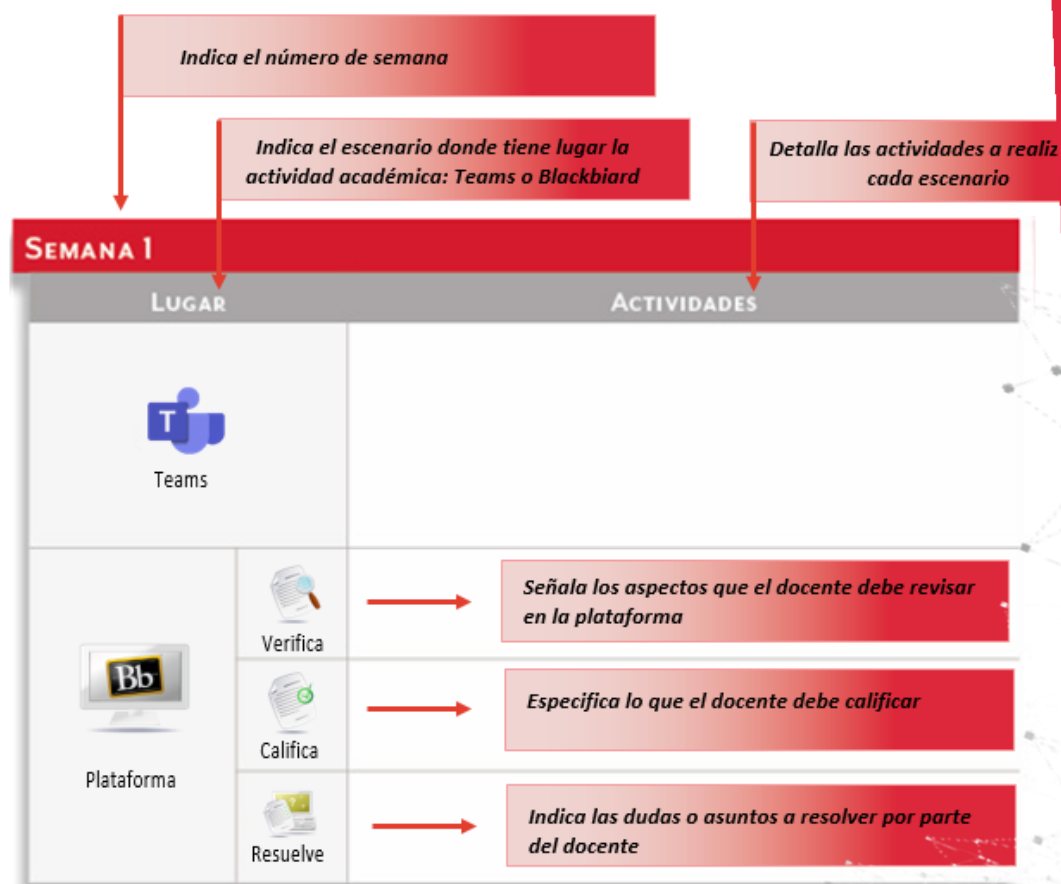 Indica el número de semana
Indica el escenario donde tiene lugar la
actividad académica: Teams o Blackbiard
Detalla las actividades a realiz
cada escenario
SEMANA 1
LUGAR
ACTIVIDADES
T
Teams
Bb
Plataforma
Verifica
Señala los aspectos que el docente debe revisar
en la plataforma
Califica
Especifica lo que el docente debe calificar
Resuelve
Indica las dudas o asuntos a resolver por parte
del docente